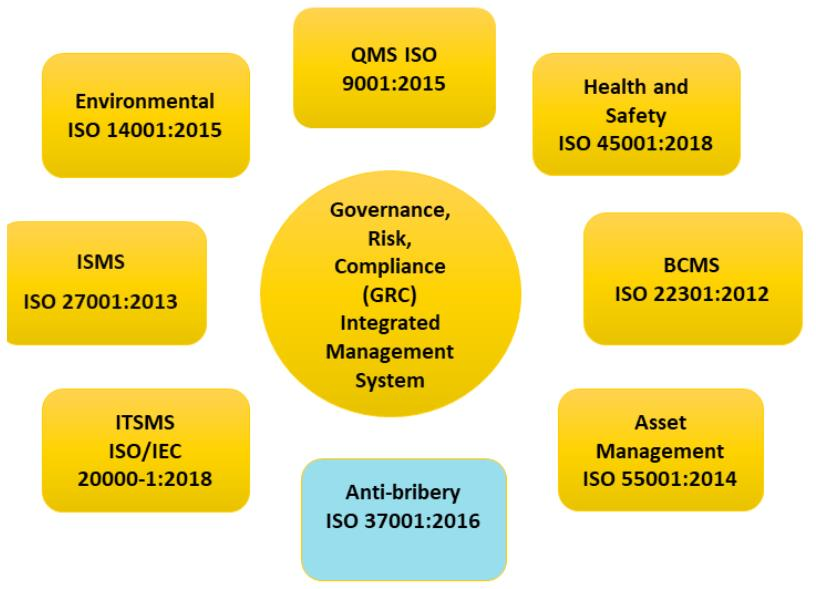 QMS ISO
9001:2015
Environmental
ISO 14001:2015
Health and
Safety
ISO 45001:2018
Governance,
Risk,
Compliance
(GRC)
Integrated
Management
System
ISMS
ISO 27001:2013
BCMS
ISO 22301:2012
ITSMS
ISO/IEC
20000-1:2018
Asset
Management
ISO 55001:2014
Anti-bribery
ISO 37001:2016